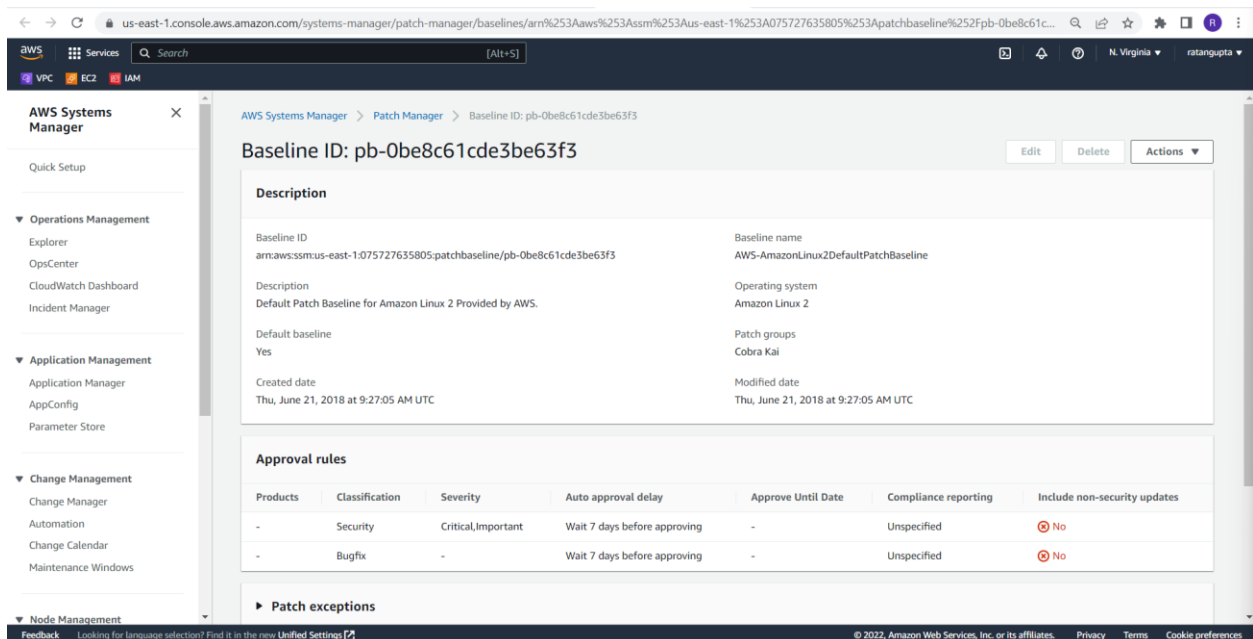 us-east-1.console.aws.amazon.com/systems-manager/patch-manager/baselines/arn%253Aaws%253Assm%253Aus-east-1%253A075727635805%253Apatchbaseline%252Fpb-0be8c61c...
R
aws
Services
Search
[Alt+S]
N. Virginia ▼
ratangupta ▼
VPC
EC2
IAM
AWS Systems
Manager
Quick Setup
▼ Operations Management
Explorer
OpsCenter
CloudWatch Dashboard
Incident Manager
▼ Application Management
Application Manager
AppConfig
Parameter Store
▼ Change Management
Change Manager
Automation
Change Calendar
Maintenance Windows
▼ Node Management
AWS Systems Manager > Patch Manager > Baseline ID: pb-0be8c61cde3be63f3
Baseline ID: pb-0be8c61cde3be63f3
Edit
Delete
Actions ▼
Description
Baseline ID
arn:aws:ssm:us-east-1:075727635805:patchbaseline/pb-0be8c61cde3be63f3
Baseline name
AWS-AmazonLinux2DefaultPatchBaseline
Description
Default Patch Baseline for Amazon Linux 2 Provided by AWS.
Operating system
Amazon Linux 2
Default baseline
Yes
Patch groups
Cobra Kai
Created date
Thu, June 21, 2018 at 9:27:05 AM UTC
Modified date
Thu, June 21, 2018 at 9:27:05 AM UTC
Approval rules
Products Classification Severity Auto approval delay Approve Until Date Compliance reporting Include non-security updates
- Security Critical,Important Wait 7 days before approving - Unspecified No
- Bugfix - Wait 7 days before approving - Unspecified No
▶ Patch exceptions
Feedback Looking for language selection? Find it in the new Unified Settings
© 2022, Amazon Web Services, Inc. or its affiliates. Privacy Terms Cookie preferences